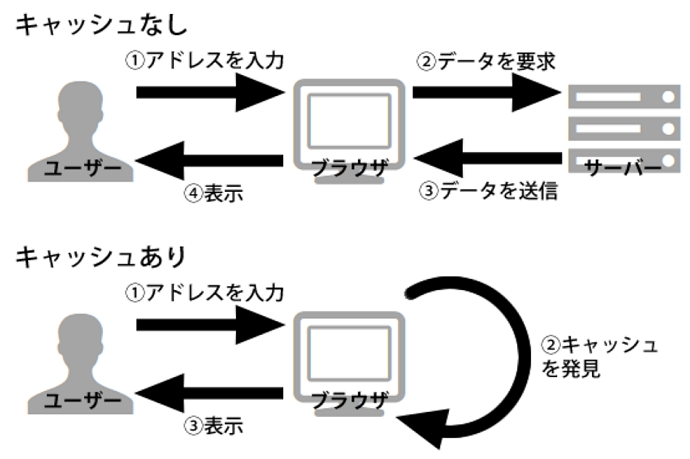 キャッシュなし
①アドレスを入力
②データを要求
ユーザー
ブラウザ
サーバー
④表示
③データを送信
キャッシュあり
①アドレスを入力
②キャッシュ
を発見
ユーザー
ブラウザ
③表示